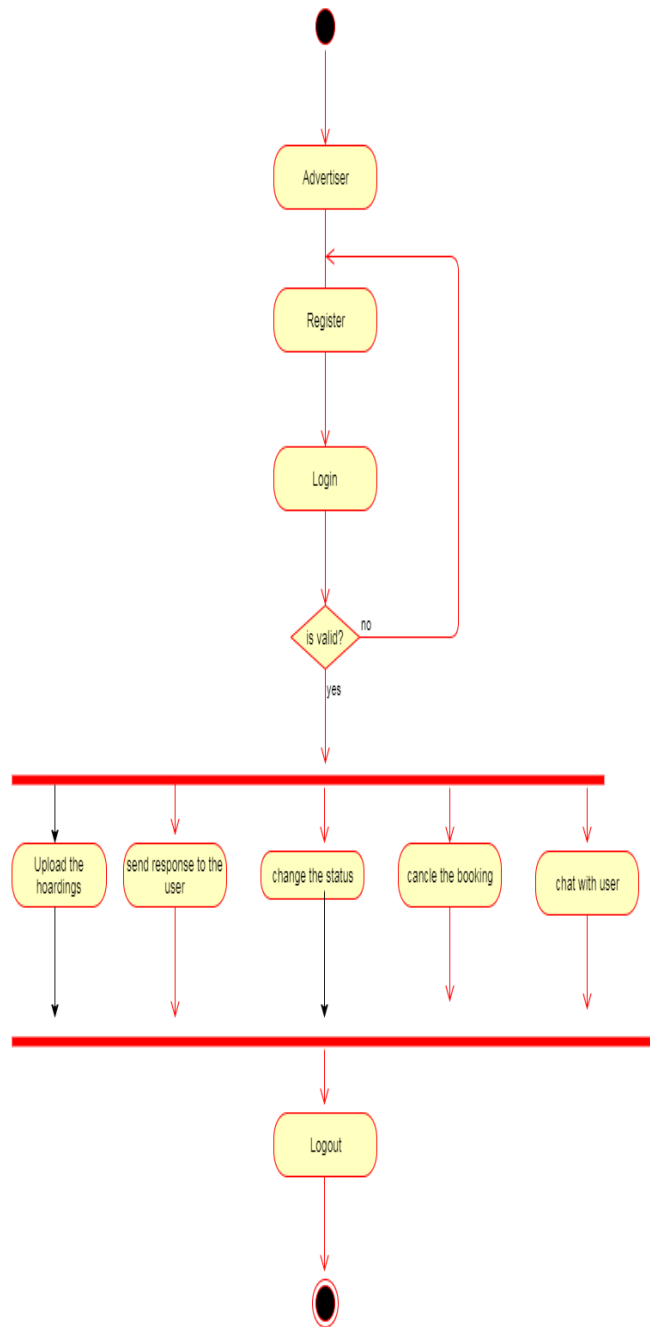 Advertiser
Register
Login
is valid?
no
yes
Upload the
hoardings
send response to the
user
change the status
cancle the booking
chat with user
Logout